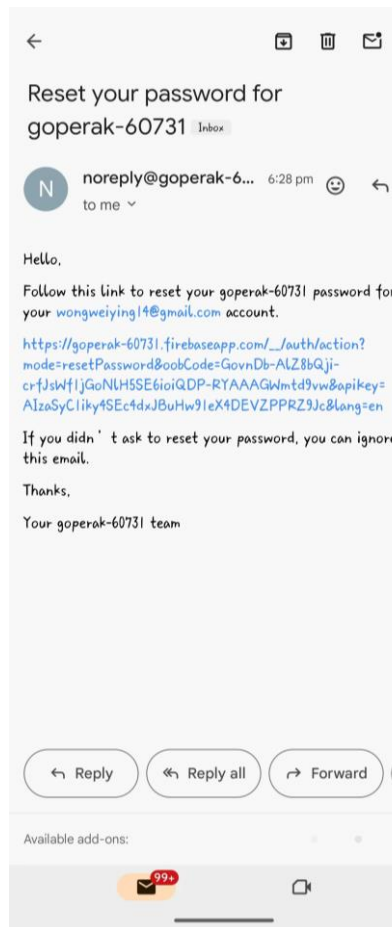 Reset your password for
goperak-60731 Inbox
N
noreply@goperak-6... 6:28 pm
to me
Hello,
Follow this link to reset your goperak-60731 password for
your wongweiying14@gmail.com account.
https://goperak-60731.firebaseapp.com/__/auth/action?
mode=resetPassword&oobCode=GovnDb-ALZ8bQji-
crfJsWf1jGoNlH5SE6ioiQDP-RYAAAGWmtd9vw&apiKey=
AIzaSyC1iky4SEc4dxJBuHw91eX4DEVZPPRZ9Jc&lang=en
If you didn't ask to reset your password, you can ignore
this email.
Thanks,
Your goperak-60731 team
Reply
Reply all
Forward
Available add-ons:
99+